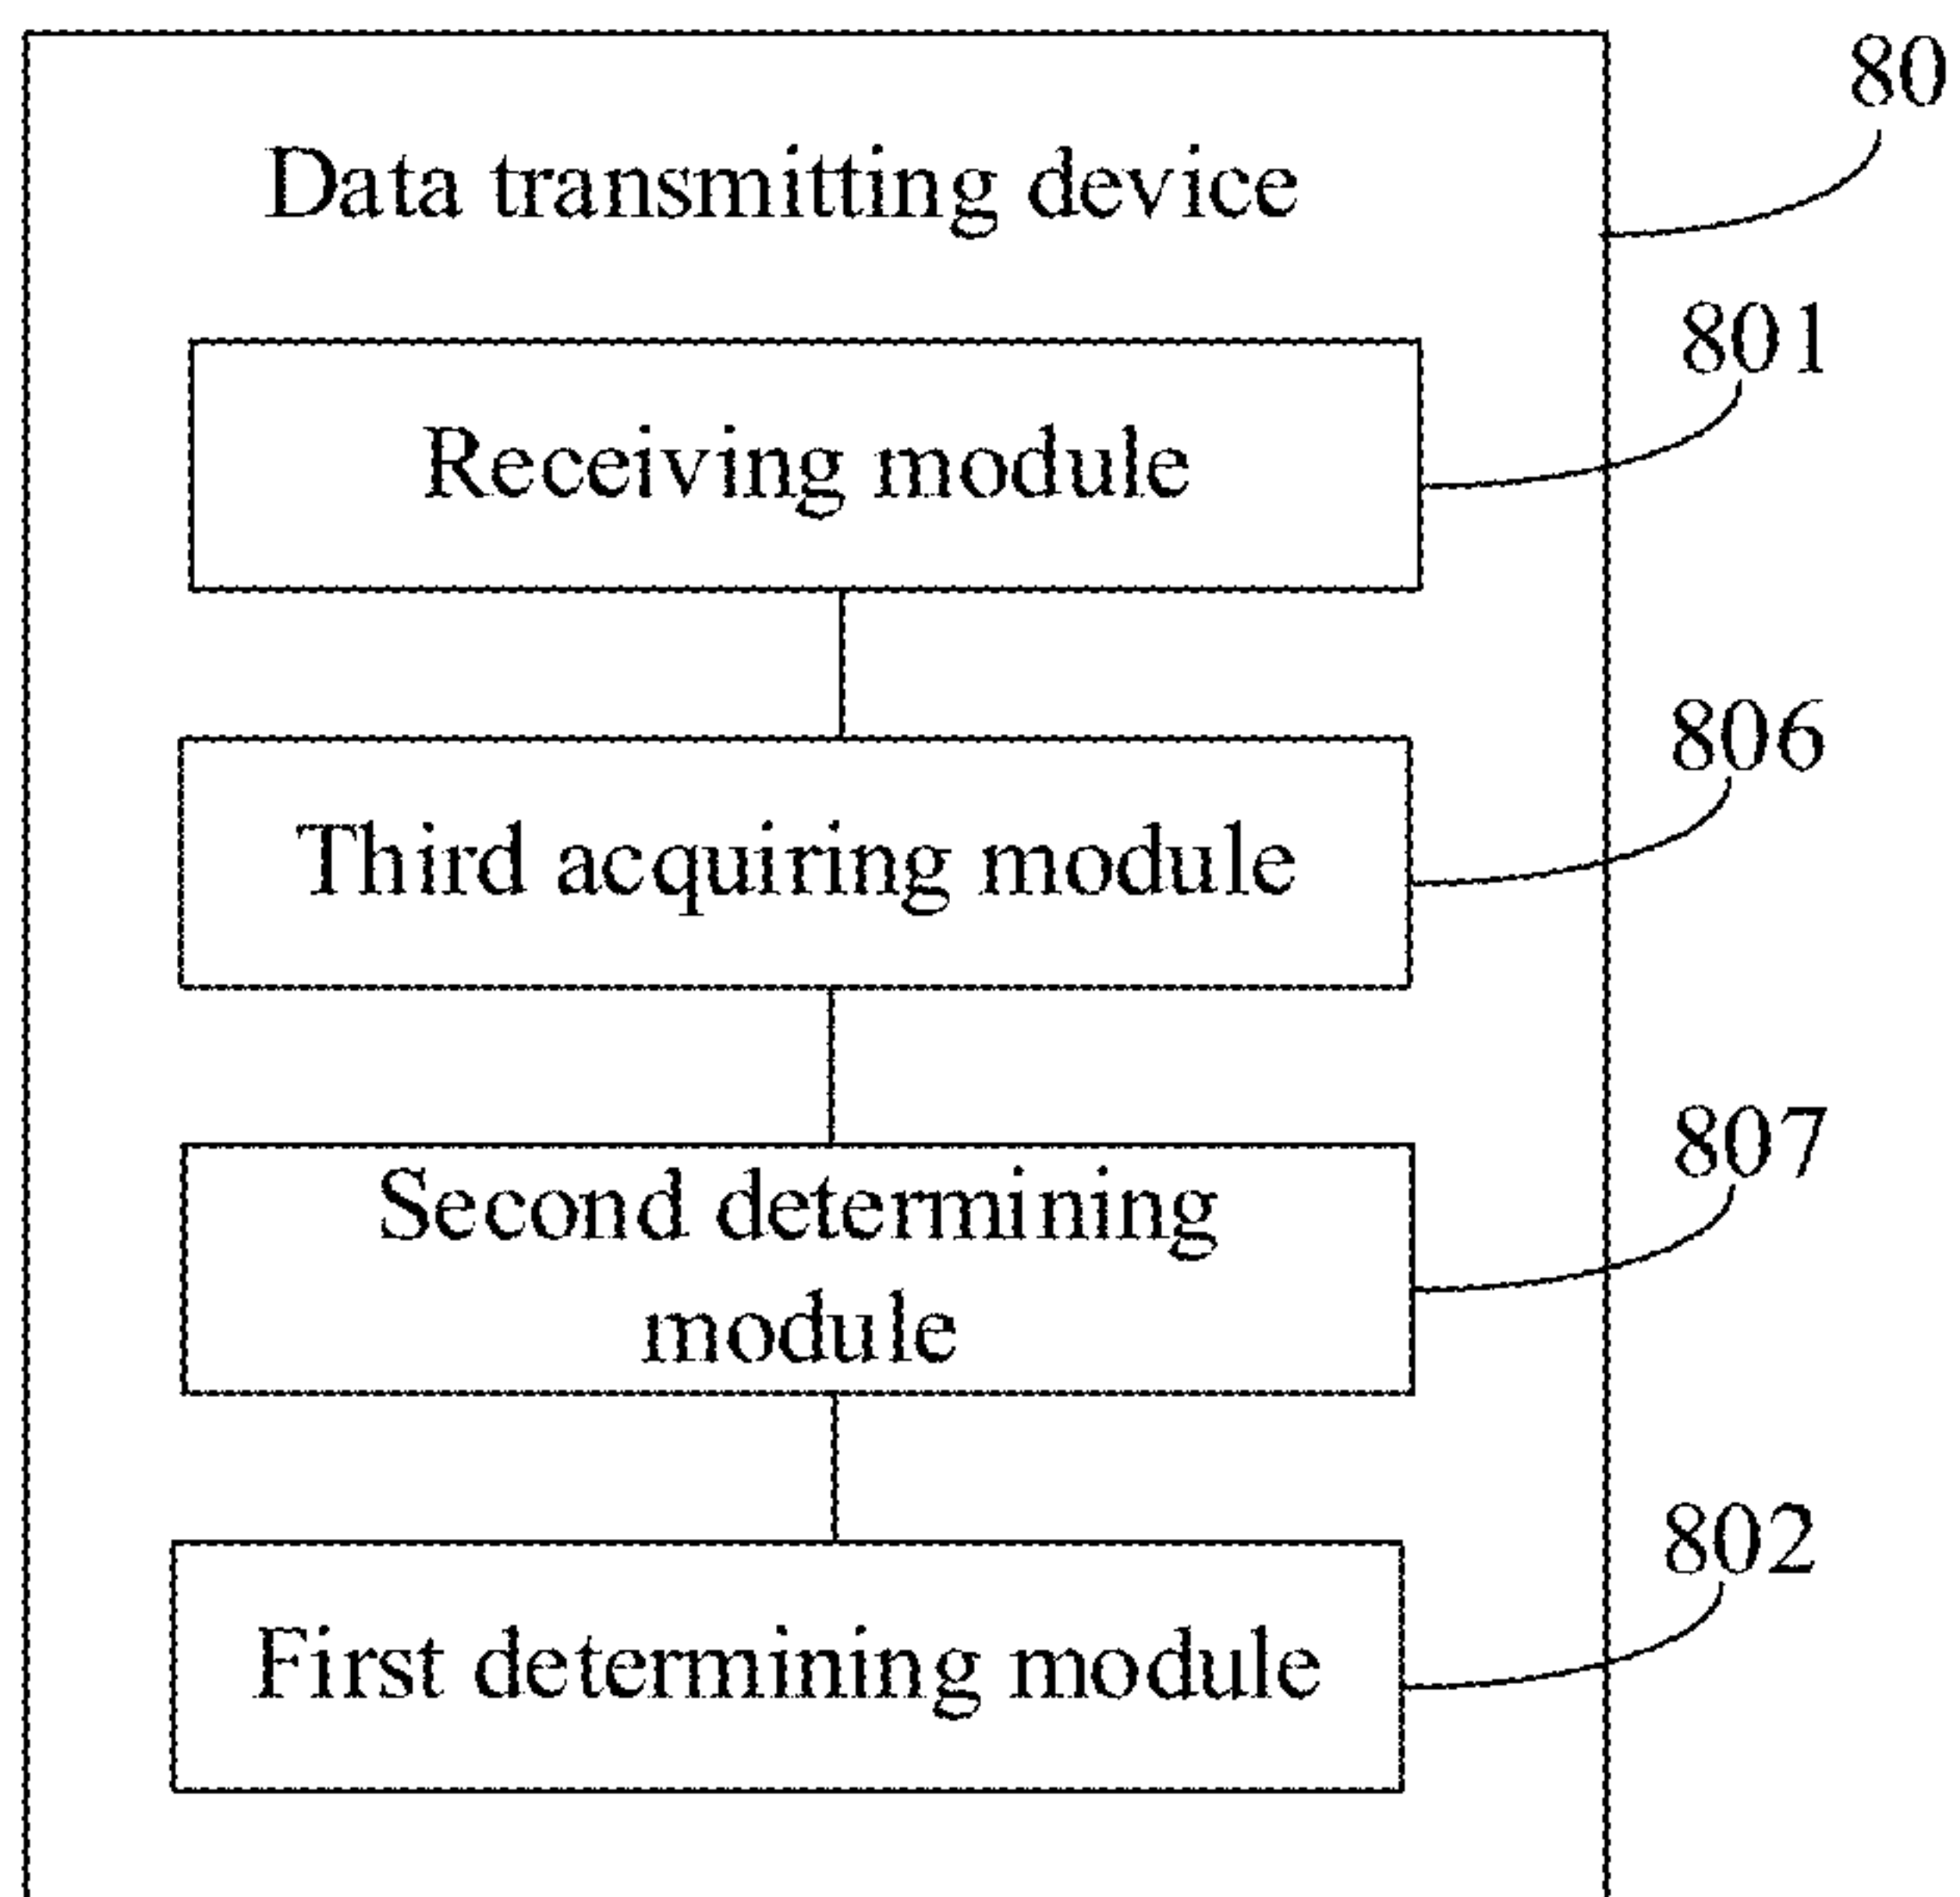 80
Data transmitting device
801
Receiving module
806
Third acquiring module
807
Second determining
module
802
First determining module